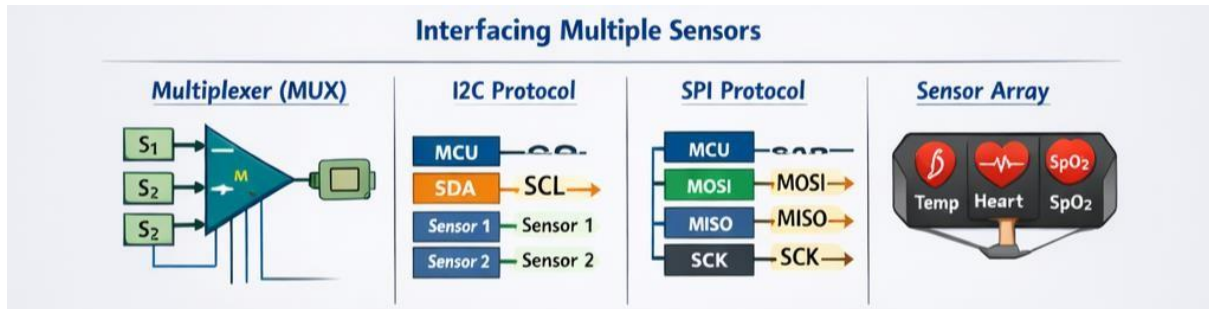 Interfacing Multiple Sensors
Multiplexer (MUX)
S1
S2
S2
M
I2C Protocol
MCU
SDA SCL
Sensor 1 Sensor 1
Sensor 2 Sensor 2
SPI Protocol
MCU
MOSI MOSI
MISO MISO
SCK SCK
Sensor Array
SpO2
Temp Heart SpO2